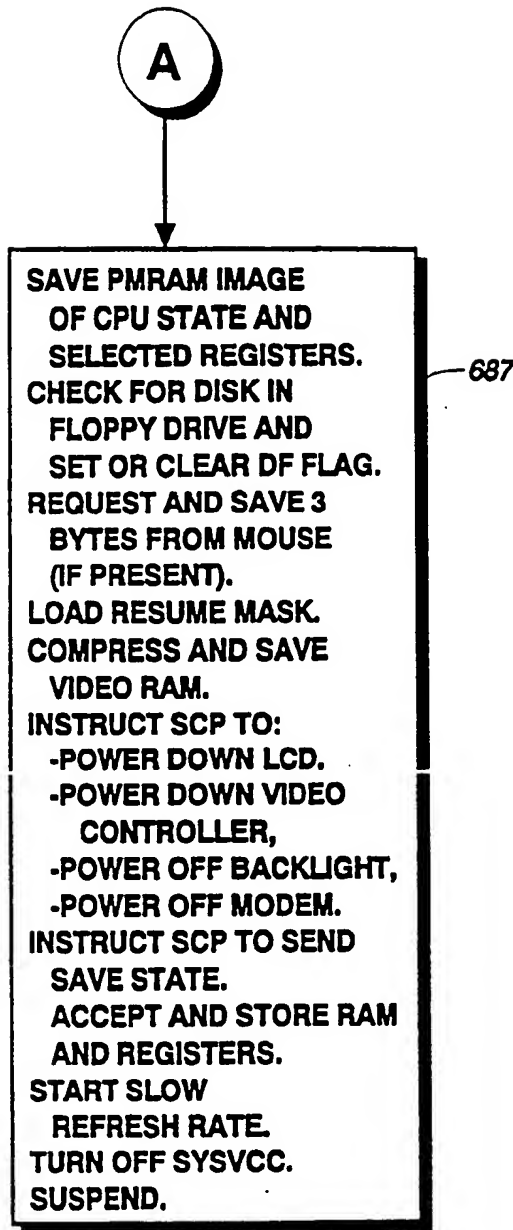 A
SAVE PMRAM IMAGE
OF CPU STATE AND
SELECTED REGISTERS.
CHECK FOR DISK IN
FLOPPY DRIVE AND
SET OR CLEAR DF FLAG.
REQUEST AND SAVE 3
BYTES FROM MOUSE
(IF PRESENT).
LOAD RESUME MASK.
COMPRESS AND SAVE
VIDEO RAM.
INSTRUCT SCP TO:
-POWER DOWN LCD.
-POWER DOWN VIDEO
CONTROLLER,
-POWER OFF BACKLIGHT,
-POWER OFF MODEM.
INSTRUCT SCP TO SEND
SAVE STATE.
ACCEPT AND STORE RAM
AND REGISTERS.
START SLOW
REFRESH RATE.
TURN OFF SYSVCC.
SUSPEND.
687